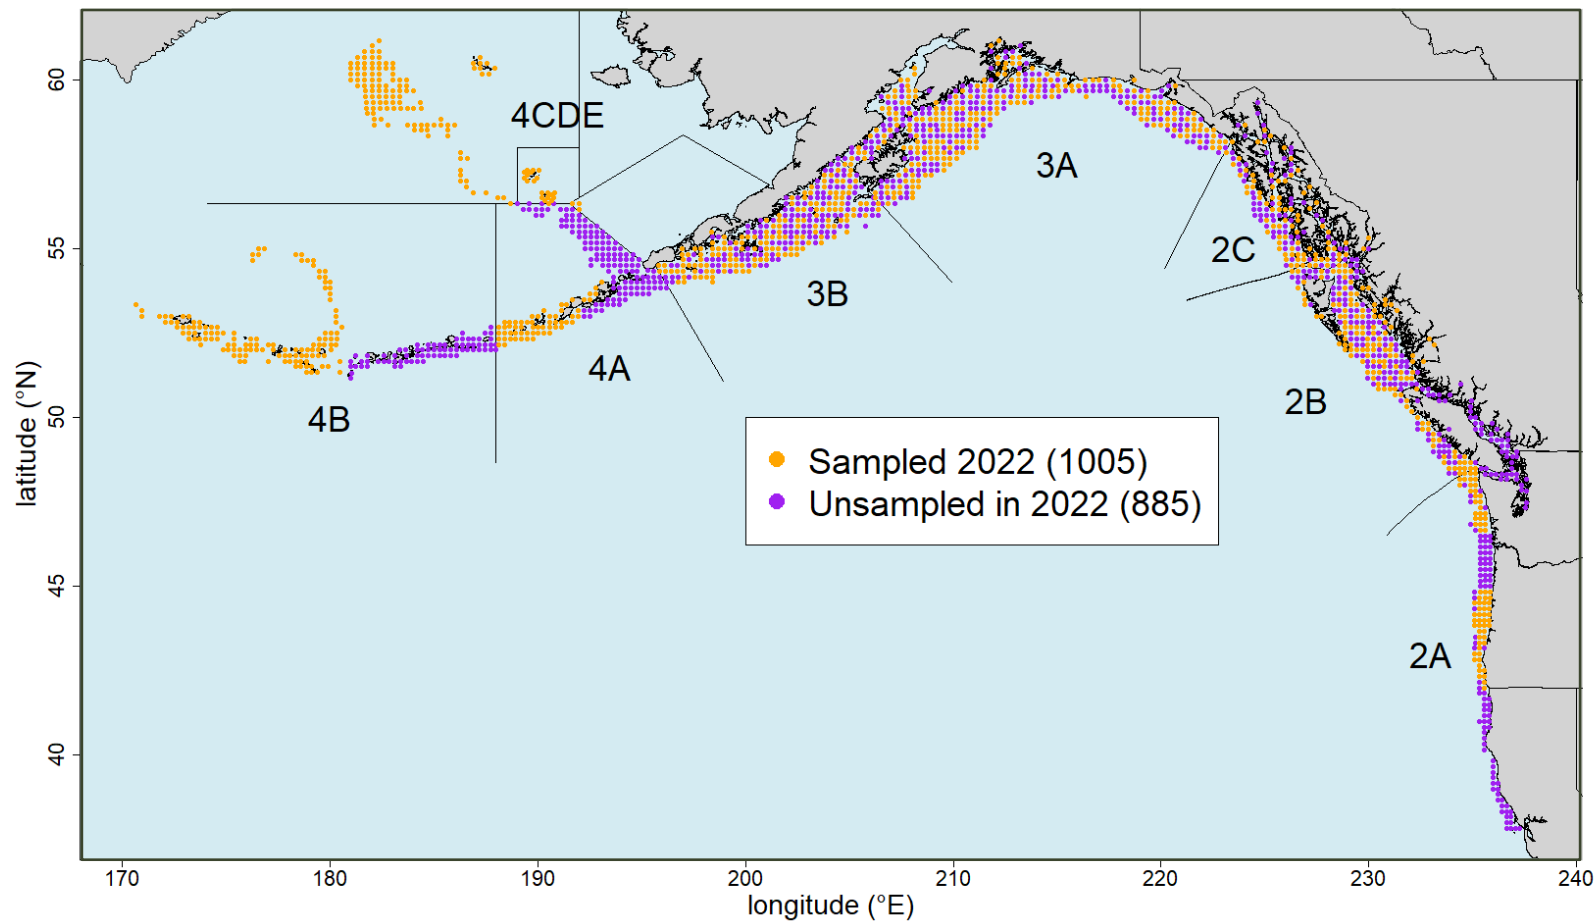 60
55
50
45
40
latitude (°N)
4CDE
3A
2C
3B
4A
2B
4B
Sampled 2022 (1005)
Unsampled in 2022 (885)
2A
170
180
190
200
210
220
230
240
longitude (°E)